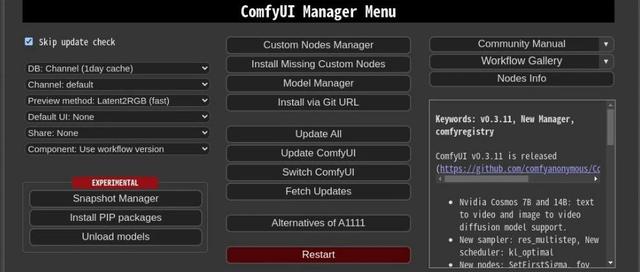 ComfyUI Manager Menu
Skip update check
DB: Channel (1day cache)
Channel: default
Preview method: Latent2RGB (fast)
Default UI: None
Share: None
Component: Use workflow version
EXPERIMENTAL
Snapshot Manager
Install PIP packages
Unload models
Custom Nodes Manager
Install Missing Custom Nodes
Model Manager
Install via Git URL
Update All
Update ComfyUI
Switch ComfyUI
Fetch Updates
Alternatives of A1111
Restart
Community Manual
Workflow Gallery
Nodes Info
Keywords: v0.3.11, New Manager,
comfyregistry
ComfyUI v0.3.11 is released
(https://github.com/comfyanonymous/Co
Nvidia Cosmos 7B and 14B: text
to video and image to video
diffusion model support.
New sampler: res_multistep, New
scheduler: kl_optimal
New nodes: SetFirstSigma, fov